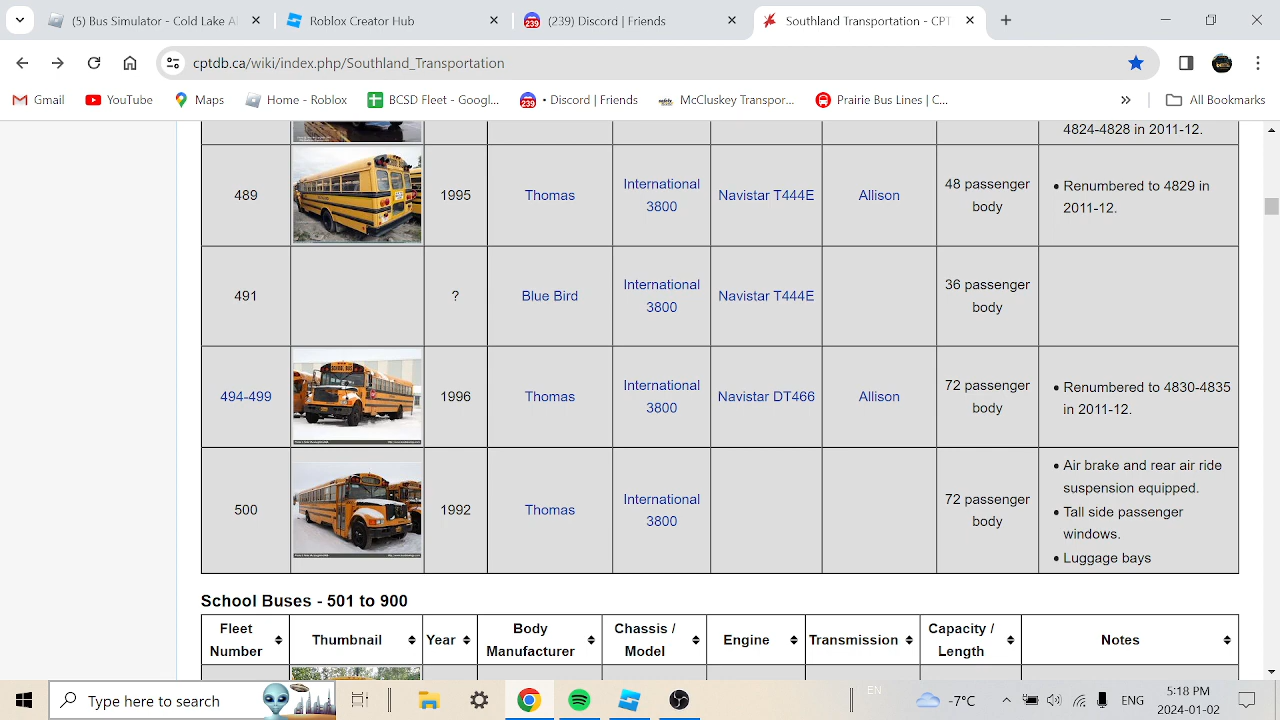 (5) Bus Simulator - Cold Lake A
Roblox Creator Hub
(239) Discord | Friends
Southland Transportation - CPT
cptdb.ca/wiki/index.php/Southland_Transportation
Gmail
YouTube
Maps
Home - Roblox
BCSD Fleet - Googl...
239
• Discord | Friends
McCluskey Transpor...
Prairie Bus Lines | C...
All Bookmarks
4824-4828 in 2011-12.
489
1995
Thomas
International
3800
Navistar T444E
Allison
48 passenger
body
• Renumbered to 4829 in
2011-12.
491
?
Blue Bird
International
3800
Navistar T444E
36 passenger
body
494-499
SCHOOL BUS
1996
Thomas
International
3800
Navistar DT466
Allison
72 passenger
body
• Renumbered to 4830-4835
in 2011-12.
500
1992
Thomas
International
3800
72 passenger
body
• Air brake and rear air ride
suspension equipped.
• Tall side passenger
windows.
• Luggage bays
School Buses - 501 to 900
Fleet
Number
Thumbnail
Year
Body
Manufacturer
Chassis /
Model
Engine
Transmission
Capacity /
Length
Notes
Type here to search
EN
-7°C
ENG
5:18 PM
2024-01-02